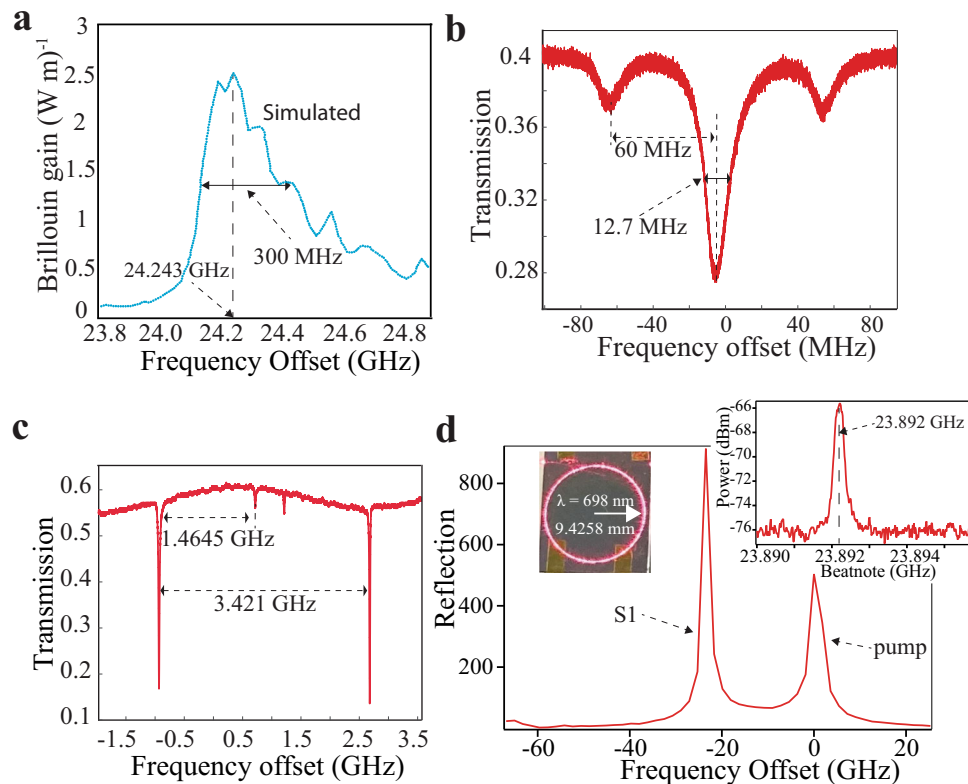 a
Brillouin gain (W m)-1
3
2.5
2
1.5
1
0.5
0
Simulated
300 MHz
24.243 GHz
23.8 24.0 24.2 24.4 24.6 24.8
Frequency Offset (GHz)
b
Transmission
0.4
0.36
0.32
0.28
60 MHz
12.7 MHz
-80 -40 0 40 80
Frequency offset (MHz)
c
Transmission
0.6
0.5
0.4
0.3
0.2
0.1
1.4645 GHz
3.421 GHz
-1.5 -0.5 0.5 1.5 2.5 3.5
Frequency offset (GHz)
d
Reflection
800
600
400
200
λ = 698 nm
9.4258 mm
S1
pump
-60 -40 -20 0 20
Frequency Offset (GHz)
Power (dBm)
-66
-68
-70
-72
-74
-76
23.892 GHz
23.890 23.892 23.894
Beatnote (GHz)